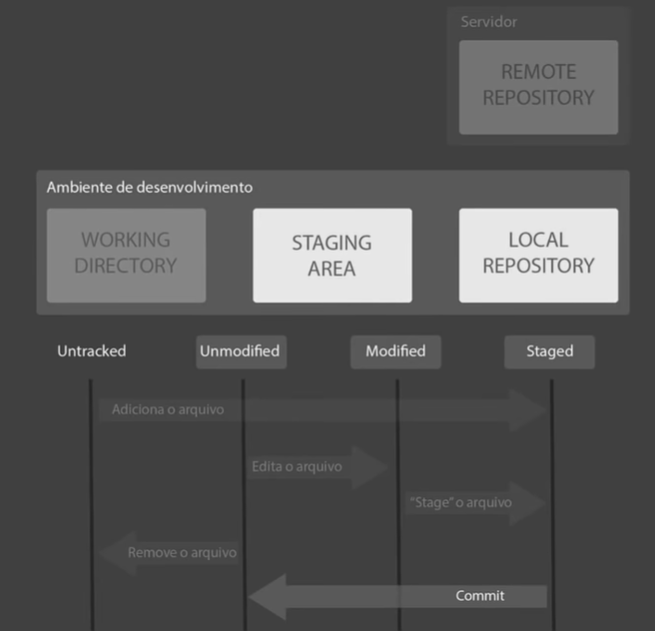 Servidor
REMOTE
REPOSITORY
Ambiente de desenvolvimento
WORKING
DIRECTORY
STAGING
AREA
LOCAL
REPOSITORY
Untracked
Unmodified
Modified
Staged
Adiciona o arquivo
Edita o arquivo
"Stage" o arquivo
Remove o arquivo
Commit